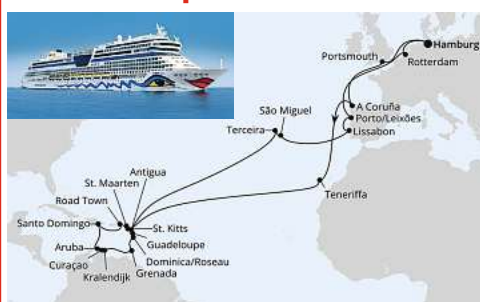 Hamburg
Portsmouth
Rotterdam
A Coruña
São Miguel
Porto/Leixões
Terceira
Lissabon
Antigua
St. Maarten
Teneriffa
Road Town
Santo Domingo
St. Kitts
Guadeloupe
Aruba
Dominica/Roseau
Curaçao
Grenada
Kralendijk